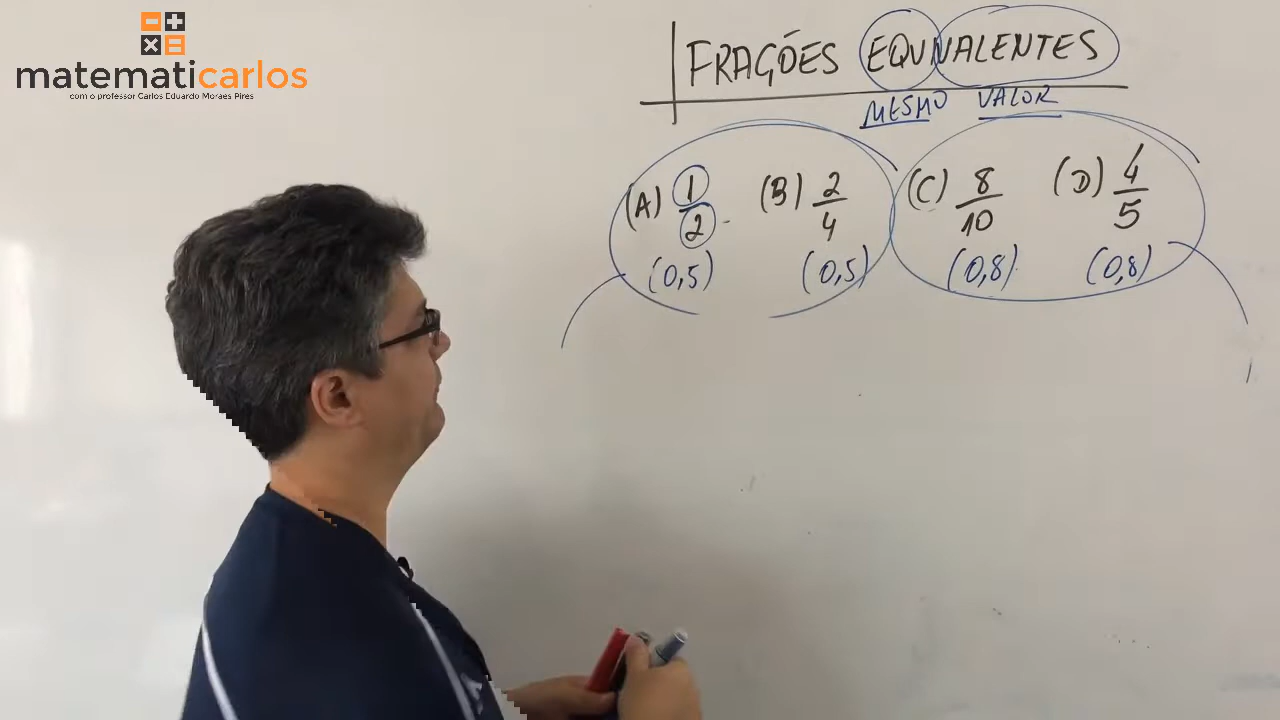 matematicarlos
com o professor Carlos Eduardo Moraes Pires
FRAÇÕES EQUIVALENTES
MESMO VALOR
(A) 1/2 (B) 2/4 (C) 8/10 (D) 4/5
(0,5) (0,5) (0,8) (0,8)